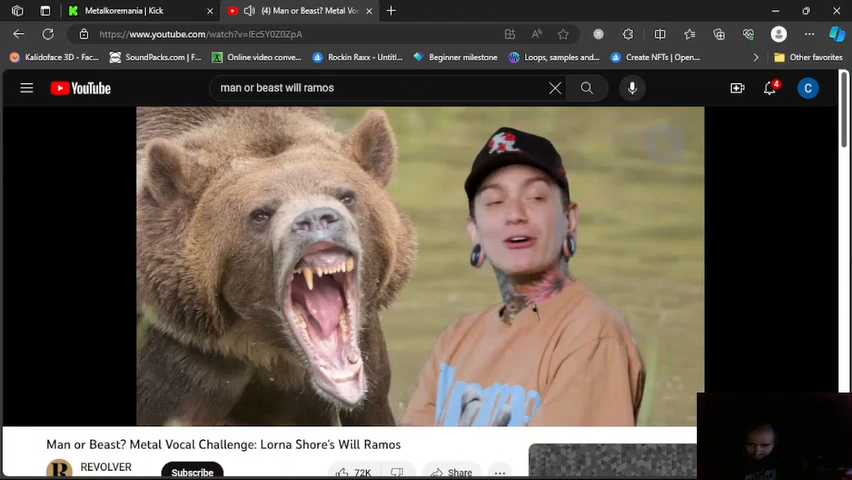 Metalkoremania | Kick
(4) Man or Beast? Metal Voc
https://www.youtube.com/watch?v=IEc5Y0Z0ZpA
Kalidoface 3D - Fac...
SoundPacks.com | F...
Online video conve...
Rockin Raxx - Untitl...
Beginner milestone
Loops, samples and...
Create NFTs | Open...
Other favorites
YouTube
man or beast will ramos
4
C
Man or Beast? Metal Vocal Challenge: Lorna Shore's Will Ramos
R
REVOLVER
Subscribe
72K
Share